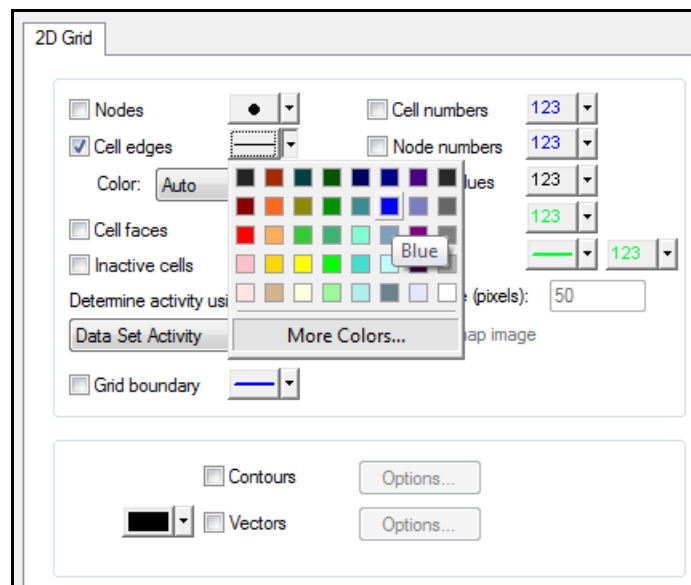 2D Grid
Nodes
Cell numbers
123
Cell edges
Node numbers
123
Color:
Auto
lues
123
Cell faces
123
Blue
Inactive cells
123
Determine activity usi
(pixels):
50
Data Set Activity
More Colors...
map image
Grid boundary
Contours
Options...
Vectors
Options...